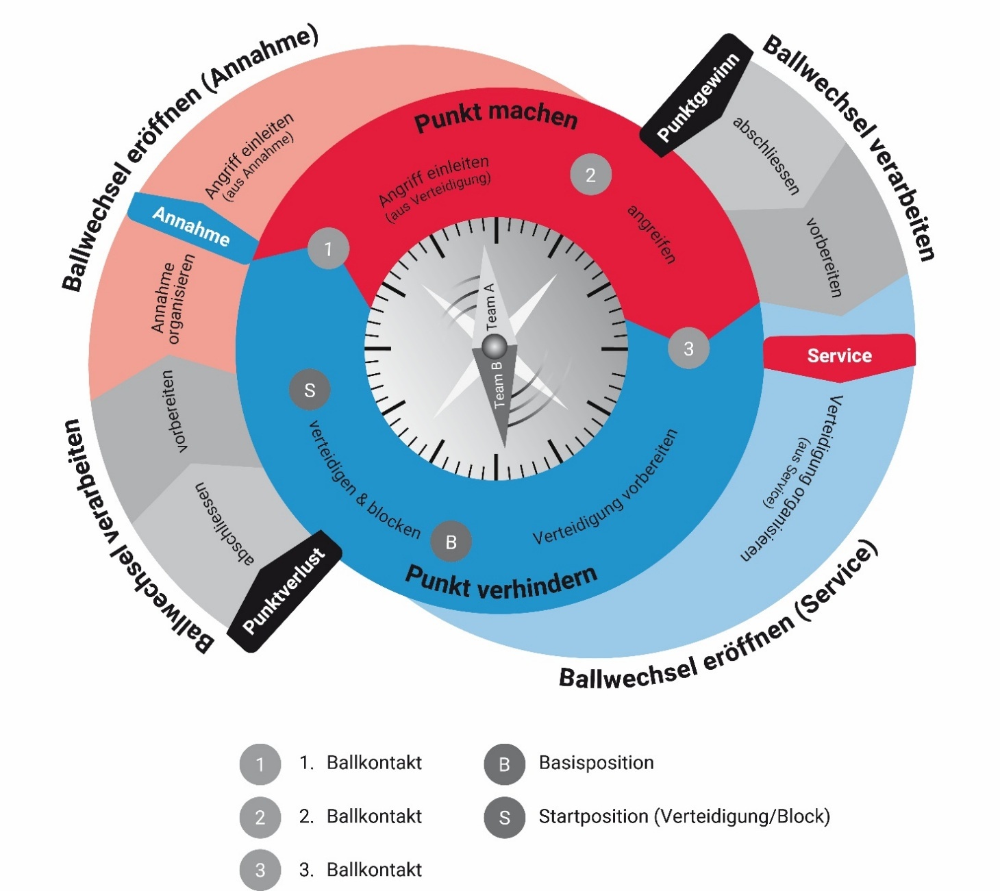 Ballwechsel eröffnen (Annahme)
Angriff einleiten
(aus Annahme)
Annahme
Annahme
organisieren
Punkt machen
Angriff einleiten
(aus Verteidigung)
1
2
angreifen
3
Punktgewinn
Ballwechsel verarbeiten
abschliessen
vorbereiten
Service
Verteidigung organisieren
(aus Service)
Ballwechsel eröffnen (Service)
Team A
Team B
S
verteidigen & blocken
B
Verteidigung vorbereiten
Punkt verhindern
vorbereiten
abschliessen
Punktverlust
Ballwechsel verarbeiten
1 1. Ballkontakt
2 2. Ballkontakt
3 3. Ballkontakt
B Basisposition
S Startposition (Verteidigung/Block)